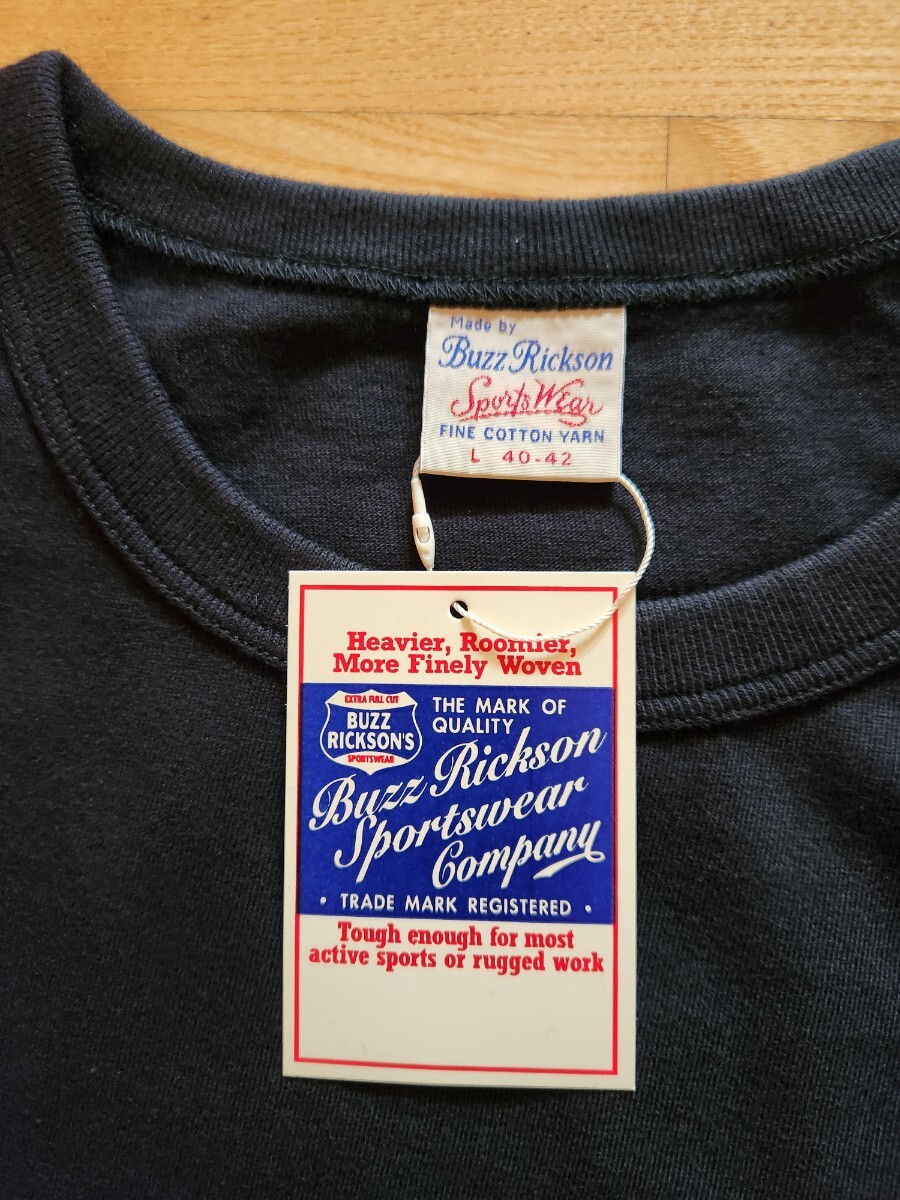 Made by
Buzz Rickson
Sports Wear
FINE COTTON YARN
L 40-42
Heavier, Roomier,
More Finely Woven
EXTRA FULL CUT
BUZZ
RICKSON'S
SPORTSWEAR
THE MARK OF
QUALITY
Buzz Rickson
Sportswear
Company
• TRADE MARK REGISTERED •
Tough enough for most
active sports or rugged work